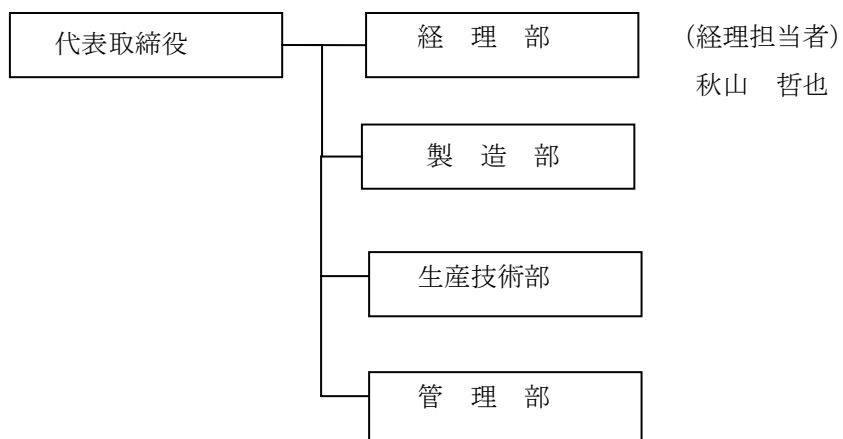 代表取締役
経　理　部
(経理担当者)
秋山　哲也
製　造　部
生産技術部
管　理　部